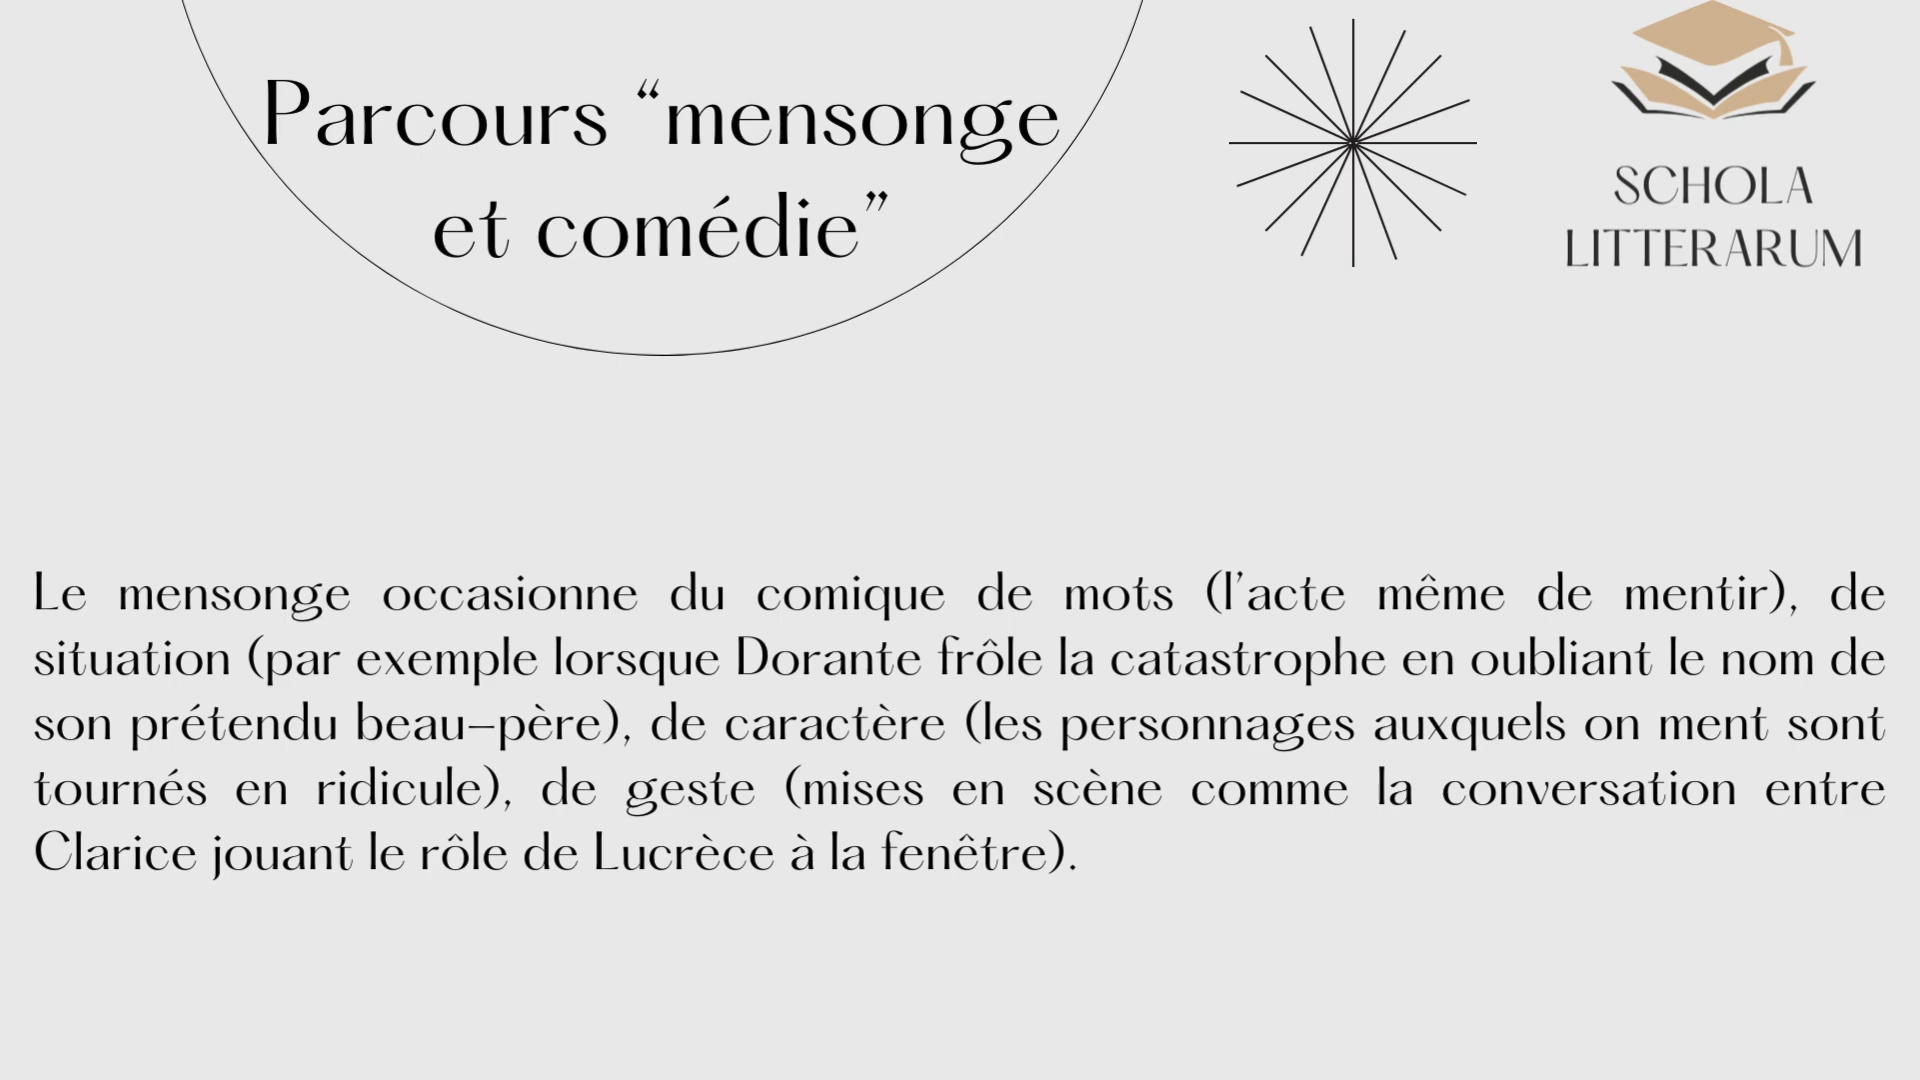 Parcours “mensonge
et comédie”
SCHOLA
LITTERARUM
Le mensonge occasionne du comique de mots (l’acte même de mentir), de
situation (par exemple lorsque Dorante frôle la catastrophe en oubliant le nom de
son prétendu beau-père), de caractère (les personnages auxquels on ment sont
tournés en ridicule), de geste (mises en scène comme la conversation entre
Clarice jouant le rôle de Lucrèce à la fenêtre).